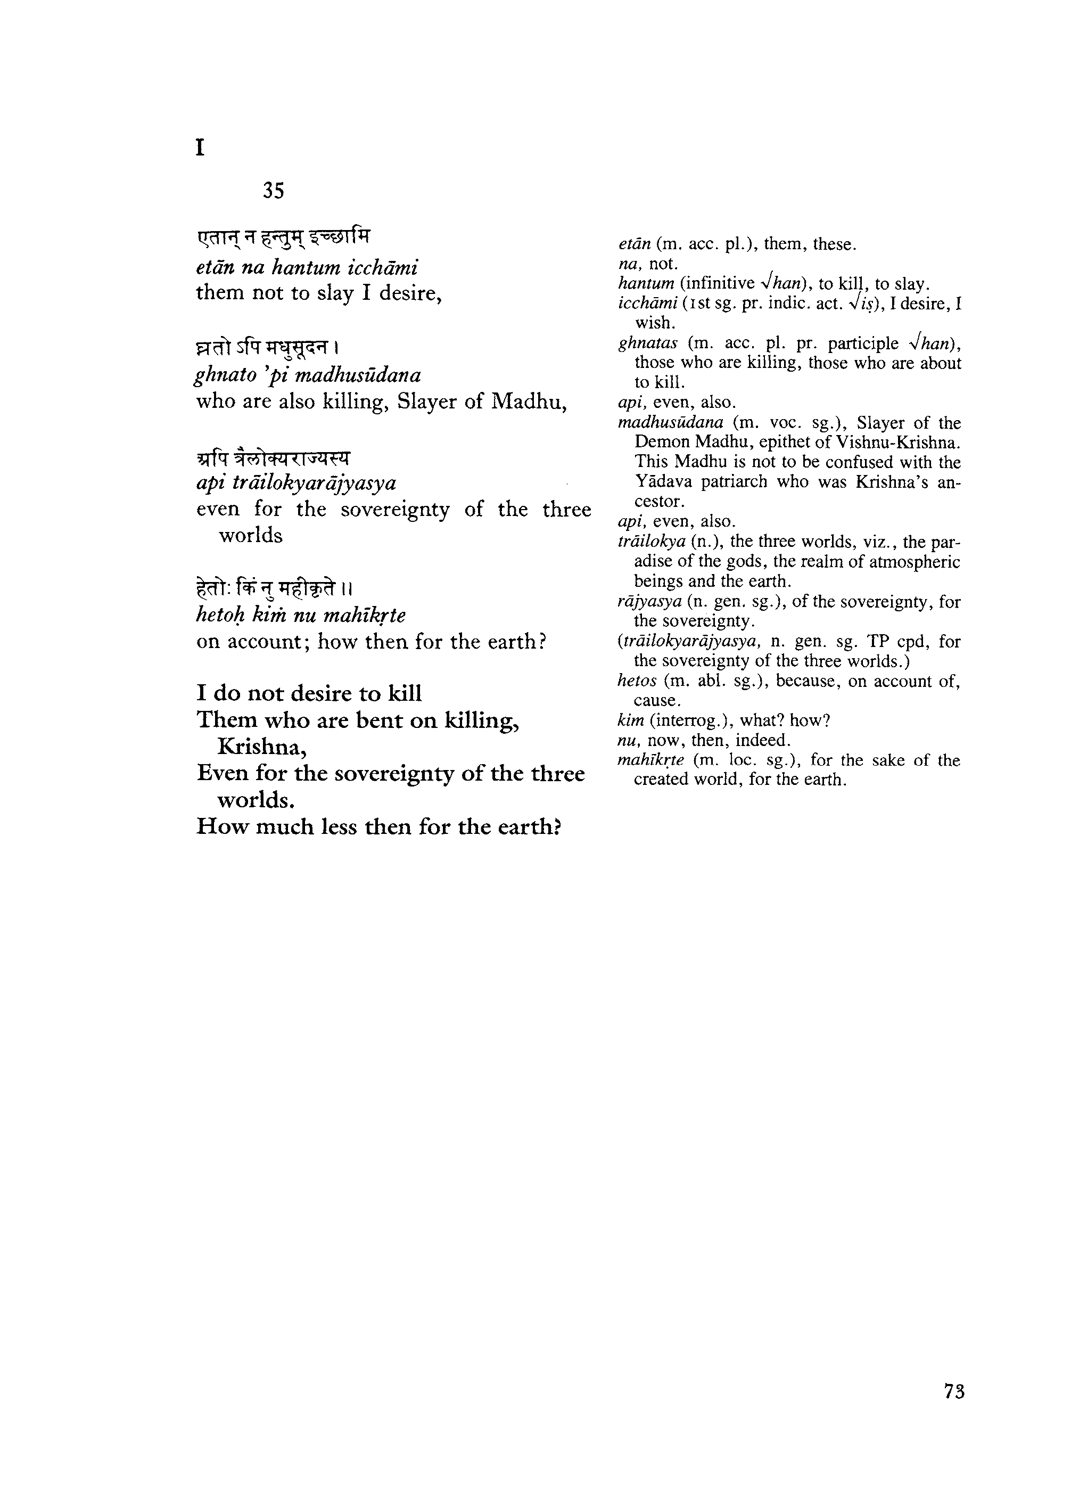 I
35
एतान् न हन्तुम् इच्छामि
etān na hantum icchāmi
them not to slay I desire,
घ्नतो ऽपि मधुसूदन ।
ghnato 'pi madhusūdana
who are also killing, Slayer of Madhu,
अपि त्रैलोक्यराज्यस्य
api trāilokyarājyasya
even for the sovereignty of the three
worlds
हेतोः किं नु महीकृते ॥
hetoḥ kiṁ nu mahīkṛte
on account; how then for the earth?
I do not desire to kill
Them who are bent on killing,
Krishna,
Even for the sovereignty of the three
worlds.
How much less then for the earth?
etān (m. acc. pl.), them, these.
na, not.
hantum (infinitive √han), to kill, to slay.
icchāmi (1st sg. pr. indic. act. √iṣ), I desire, I
wish.
ghnatas (m. acc. pl. pr. participle √han),
those who are killing, those who are about
to kill.
api, even, also.
madhusūdana (m. voc. sg.), Slayer of the
Demon Madhu, epithet of Vishnu-Krishna.
This Madhu is not to be confused with the
Yādava patriarch who was Krishna's an-
cestor.
api, even, also.
trāilokya (n.), the three worlds, viz., the par-
adise of the gods, the realm of atmospheric
beings and the earth.
rājyasya (n. gen. sg.), of the sovereignty, for
the sovereignty.
(trāilokyarājyasya, n. gen. sg. TP cpd, for
the sovereignty of the three worlds.)
hetos (m. abl. sg.), because, on account of,
cause.
kim (interrog.), what? how?
nu, now, then, indeed.
mahīkṛte (m. loc. sg.), for the sake of the
created world, for the earth.
73